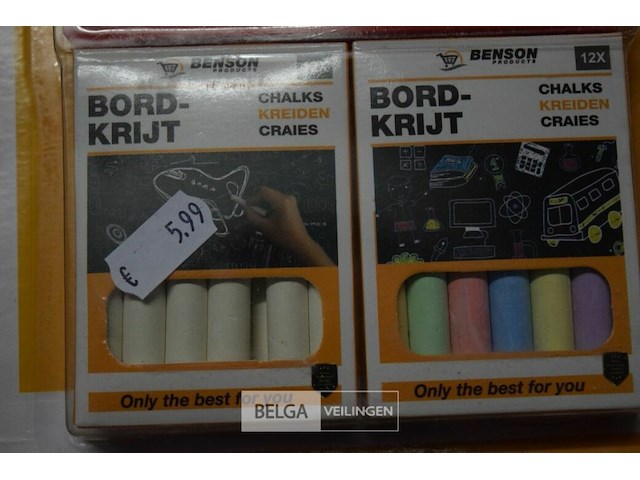 BENSON
PRODUCTS
BORD-
KRIJT
CHALKS
KREIDEN
CRAIES
€ 5.99
Only the best for you
BENSON
PRODUCTS
12X
BORD-
KRIJT
CHALKS
KREIDEN
CRAIES
Only the best for you
BELGA VEILINGEN